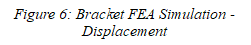 Figure 6: Bracket FEA Simulation -
Displacement